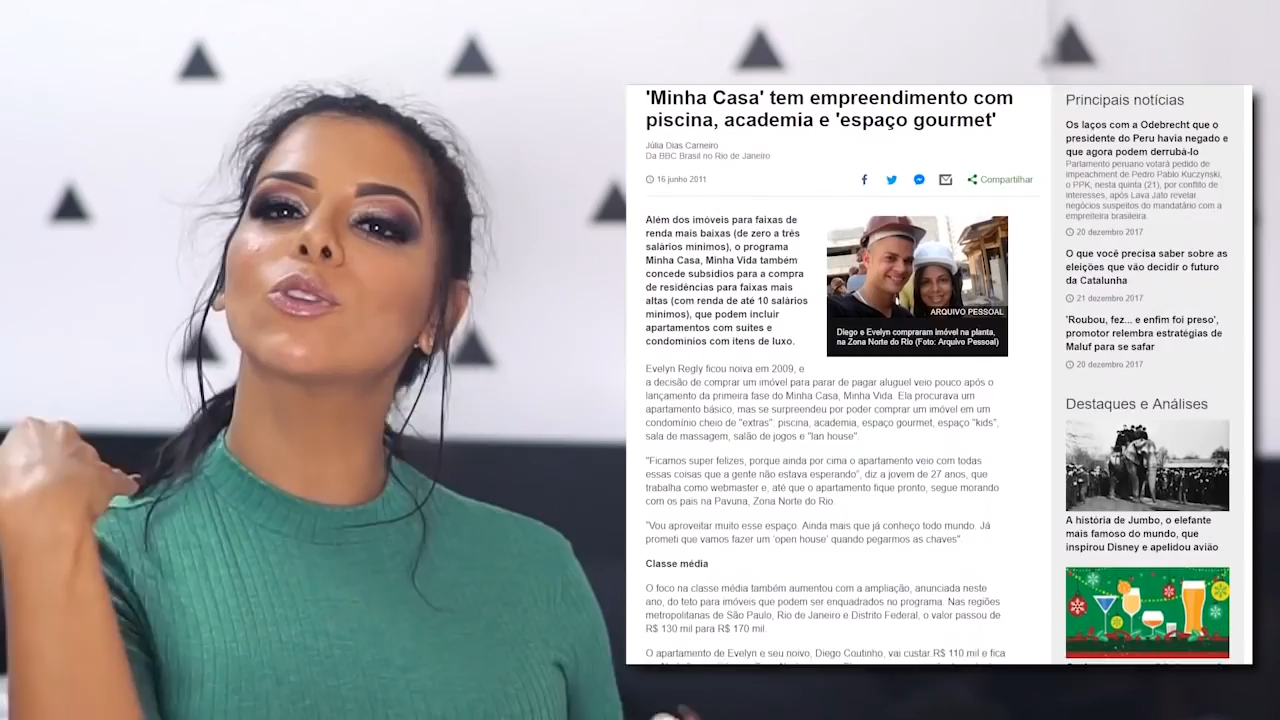 'Minha Casa' tem empreendimento com
piscina, academia e 'espaço gourmet'
Júlia Dias Carneiro
Da BBC Brasil no Rio de Janeiro
16 junho 2011
Compartilhar
Além dos imóveis para faixas de
renda mais baixas (de zero a três
salários mínimos), o programa
Minha Casa, Minha Vida também
concede subsídios para a compra
de residências para faixas mais
altas (com renda de até 10 salários
mínimos), que podem incluir
apartamentos com suítes e
condomínios com itens de luxo.
ARQUIVO PESSOAL
Diego e Evelyn compraram imóvel na planta,
na Zona Norte do Rio (Foto: Arquivo Pessoal)
Evelyn Regly ficou noiva em 2009, e
a decisão de comprar um imóvel para parar de pagar aluguel veio pouco após o
lançamento da primeira fase do Minha Casa, Minha Vida. Ela procurava um
apartamento básico, mas se surpreendeu por poder comprar um imóvel em um
condomínio cheio de "extras": piscina, academia, espaço gourmet, espaço "kids",
sala de massagem, salão de jogos e "lan house".
"Ficamos super felizes, porque ainda por cima o apartamento veio com todas
essas coisas que a gente não estava esperando", diz a jovem de 27 anos, que
trabalha como webmaster e, até que o apartamento fique pronto, segue morando
com os pais na Pavuna, Zona Norte do Rio.
"Vou aproveitar muito esse espaço. Ainda mais que já conheço todo mundo. Já
prometi que vamos fazer um 'open house' quando pegarmos as chaves".
Classe média
O foco na classe média também aumentou com a ampliação, anunciada neste
ano, do teto para imóveis que podem ser enquadrados no programa. Nas regiões
metropolitanas de São Paulo, Rio de Janeiro e Distrito Federal, o valor passou de
R$ 130 mil para R$ 170 mil.
O apartamento de Evelyn e seu noivo, Diego Coutinho, vai custar R$ 110 mil e fica
Principais notícias
Os laços com a Odebrecht que o
presidente do Peru havia negado e
que agora podem derrubá-lo
Parlamento peruano votará pedido de
impeachment de Pedro Pablo Kuczynski,
o PPK, nesta quinta (21), por conflito de
interesses, após Lava Jato revelar
negócios suspeitos do mandatário com a
empreiteira brasileira.
20 dezembro 2017
O que você precisa saber sobre as
eleições que vão decidir o futuro
da Catalunha
21 dezembro 2017
'Roubou, fez... e enfim foi preso',
promotor relembra estratégias de
Maluf para se safar
20 dezembro 2017
Destaques e Análises
A história de Jumbo, o elefante
mais famoso do mundo, que
inspirou Disney e apelidou avião